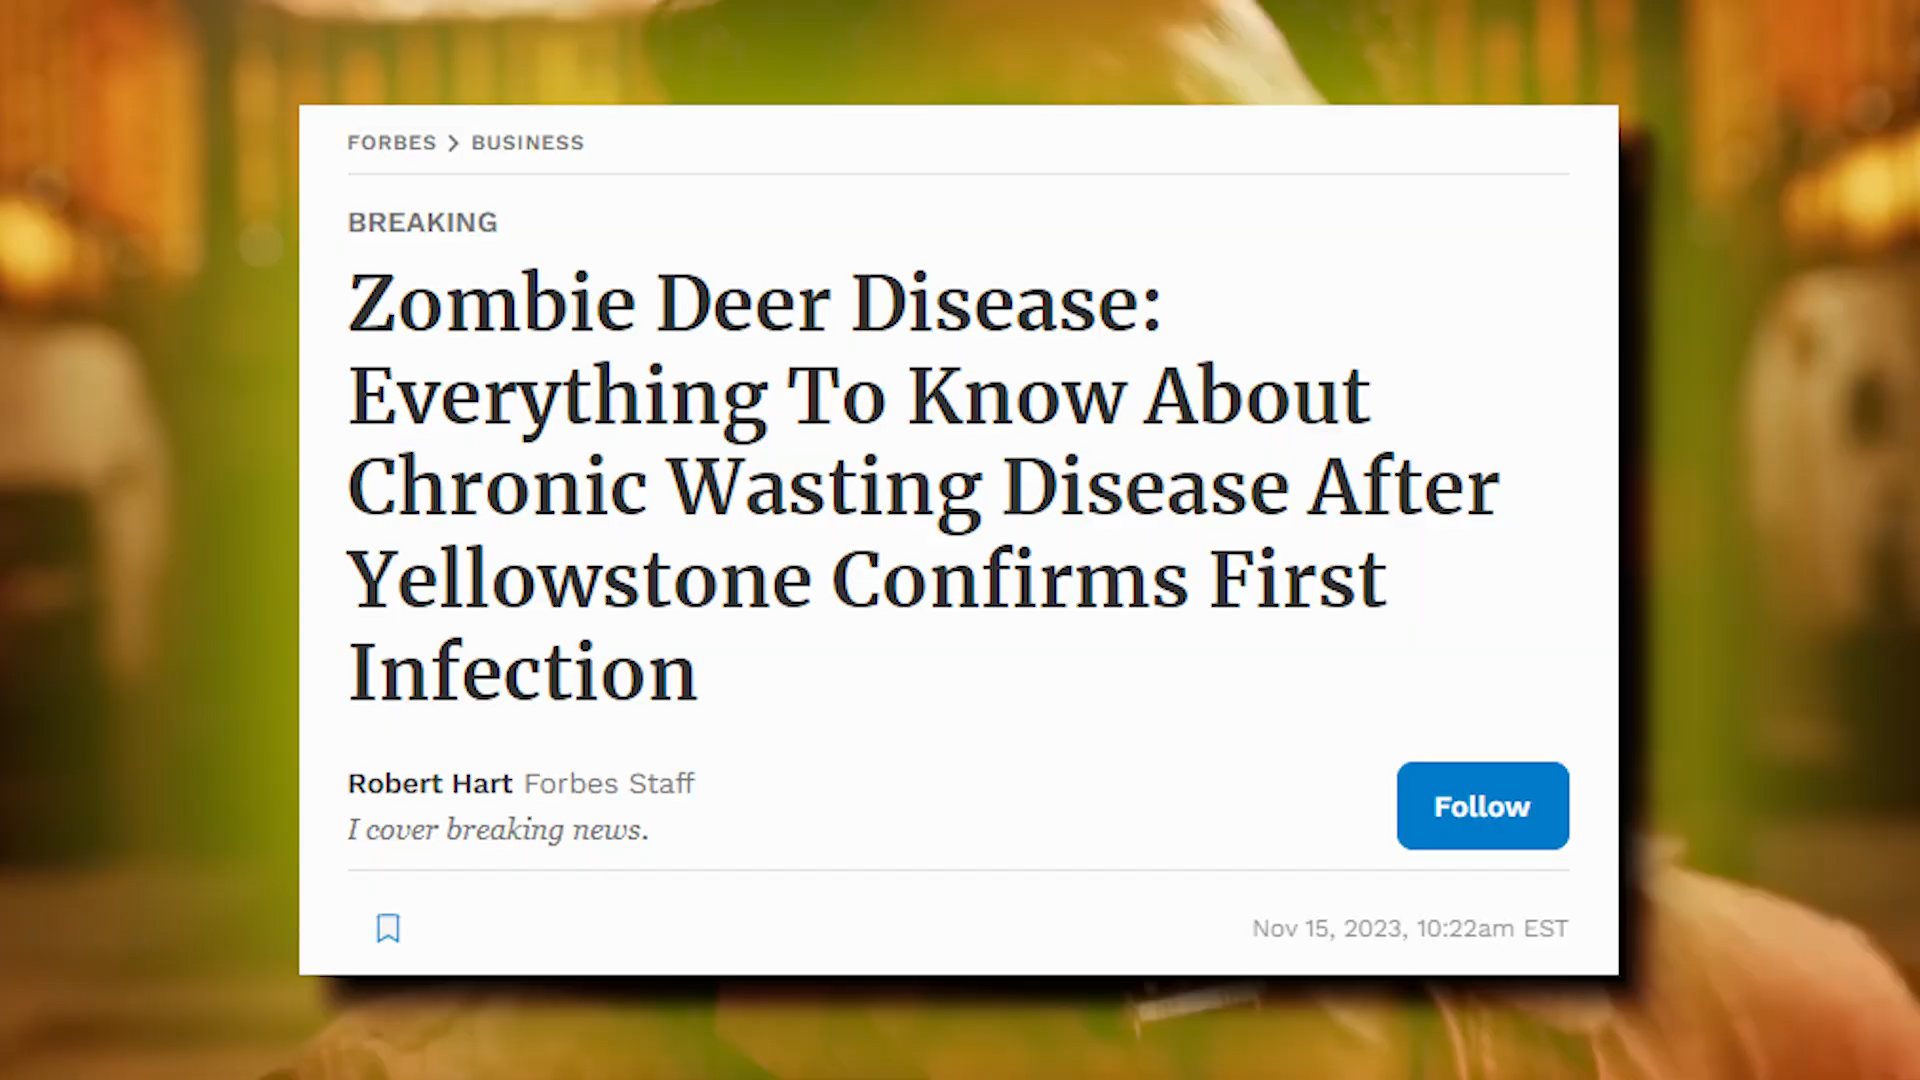 FORBES > BUSINESS
BREAKING
Zombie Deer Disease:
Everything To Know About
Chronic Wasting Disease After
Yellowstone Confirms First
Infection
Robert Hart Forbes Staff
I cover breaking news.
Follow
Nov 15, 2023, 10:22am EST